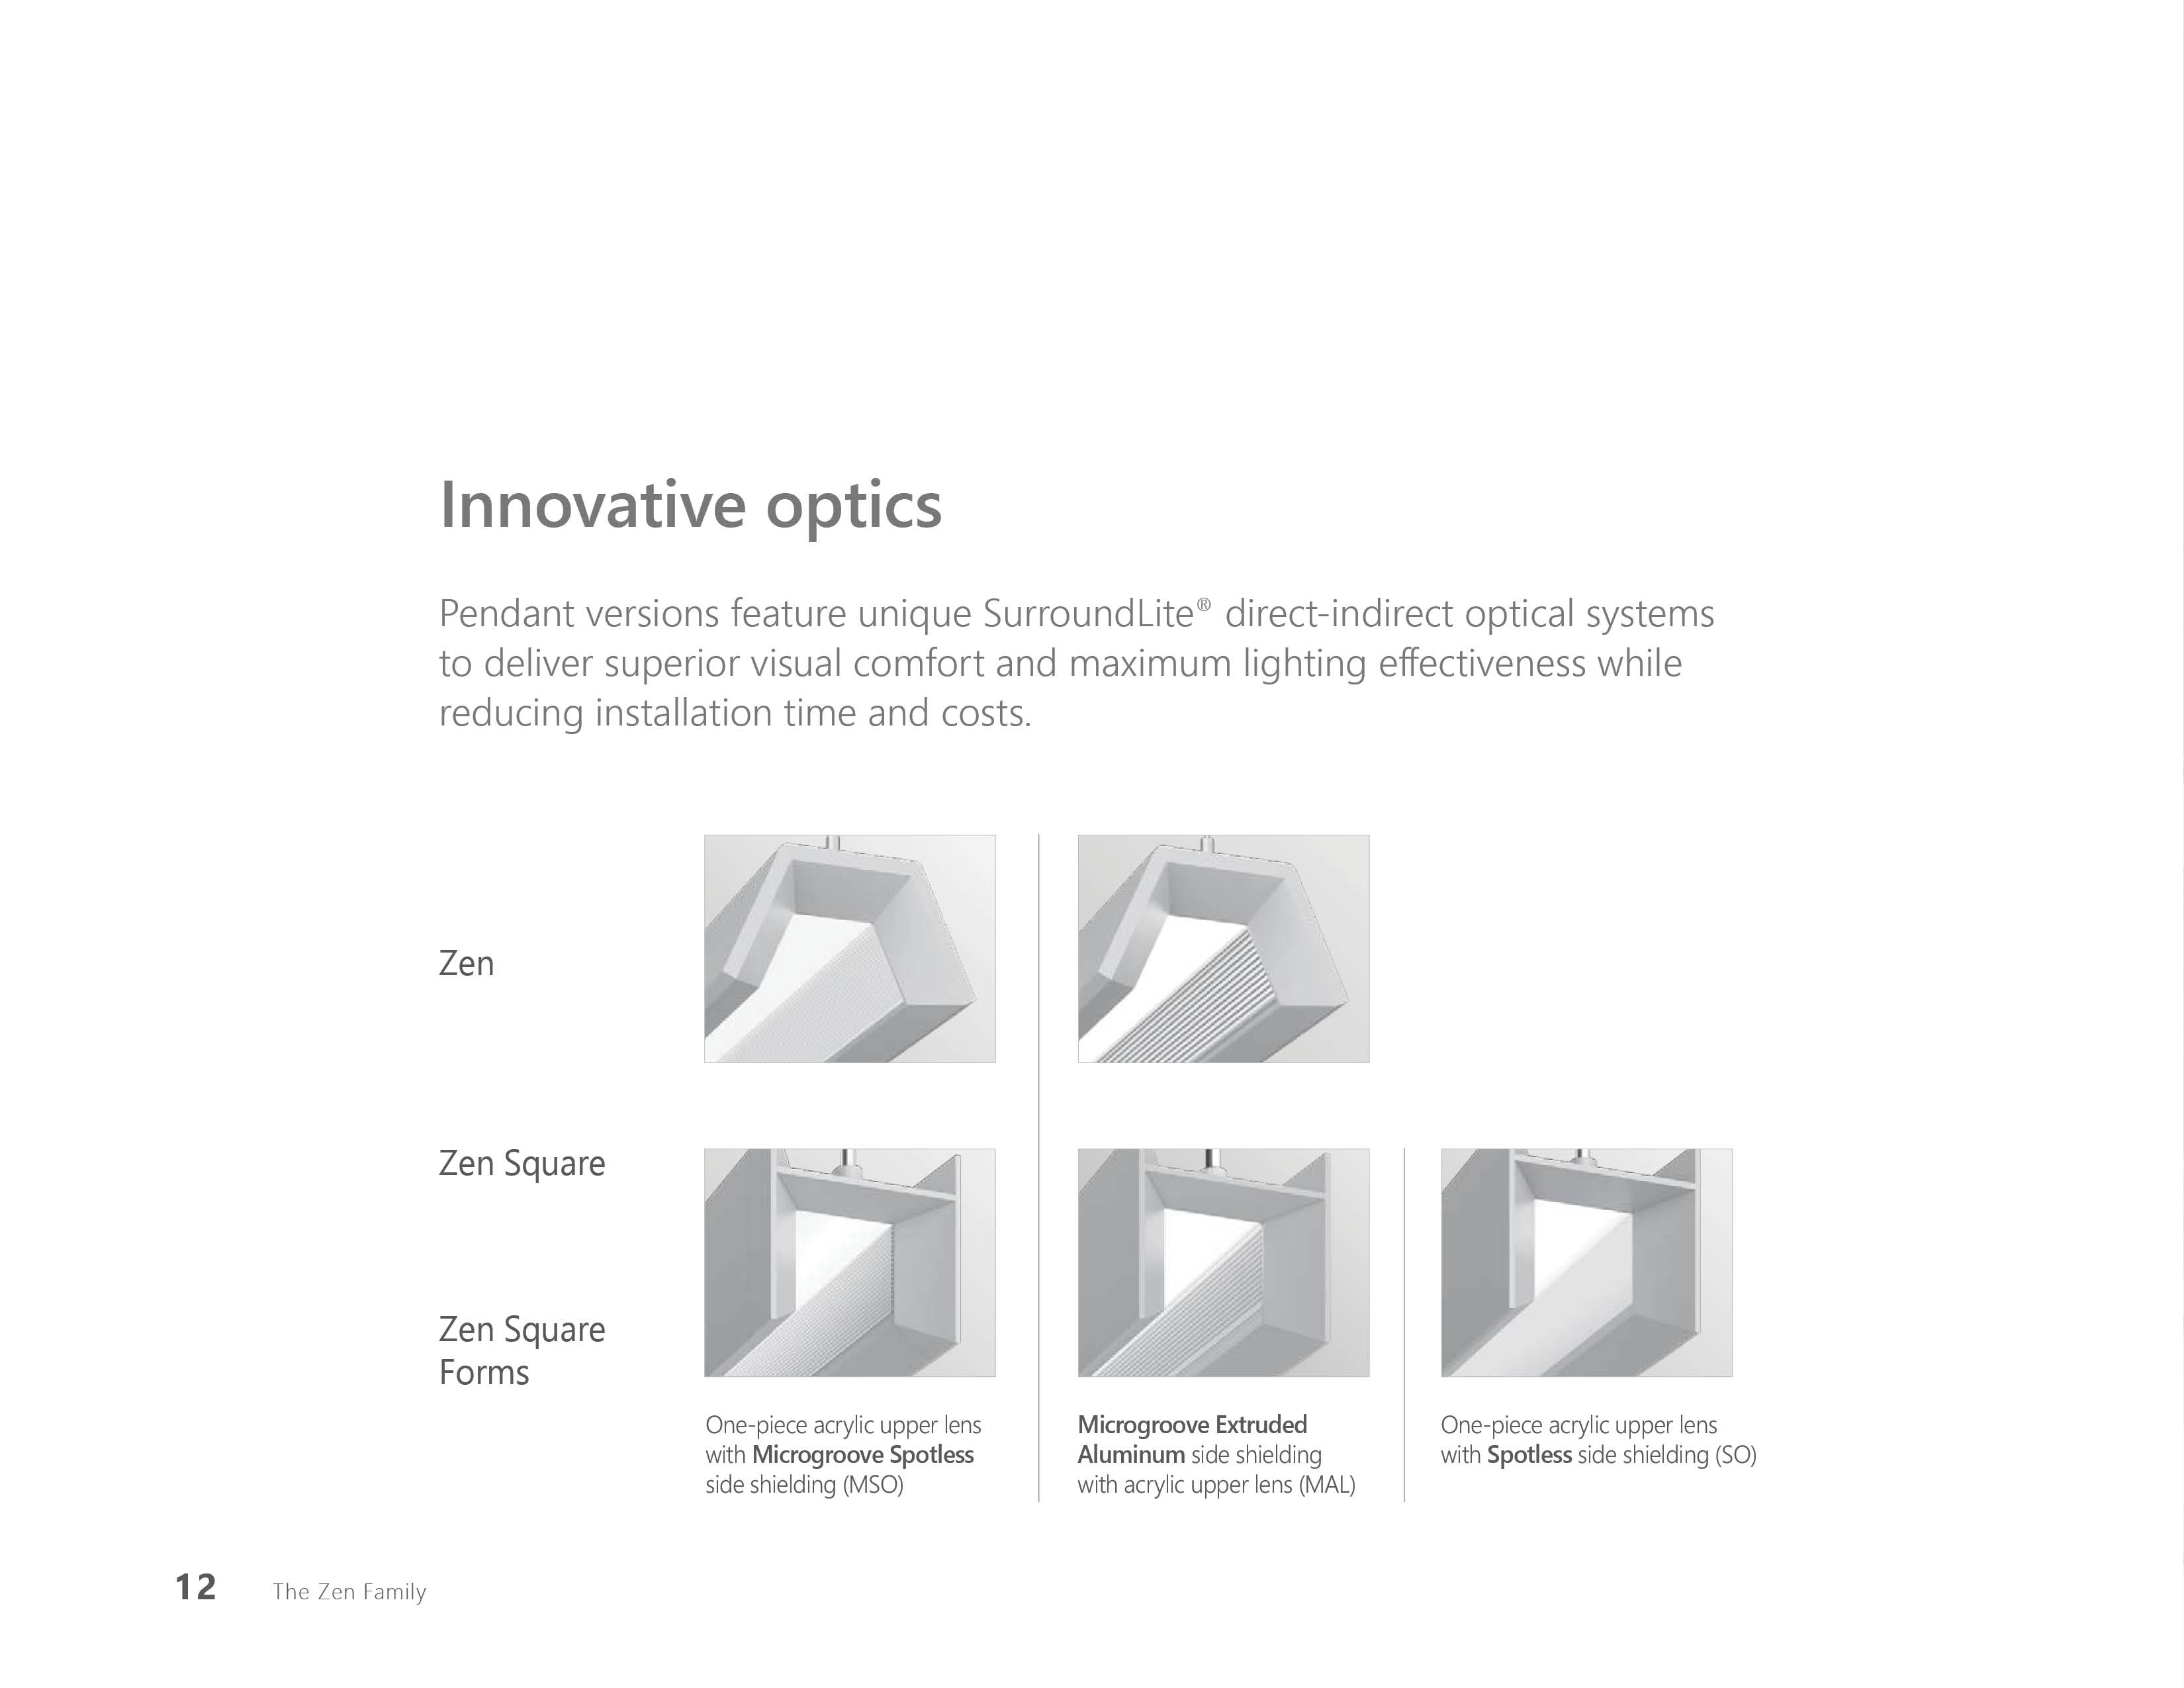 Innovative optics
Pendant versions feature unique SurroundLite® direct-indirect optical systems
to deliver superior visual comfort and maximum lighting effectiveness while
reducing installation time and costs.
Zen
Zen Square
Zen Square
Forms
One-piece acrylic upper lens
with Microgroove Spotless
side shielding (MSO)
Microgroove Extruded
Aluminum side shielding
with acrylic upper lens (MAL)
One-piece acrylic upper lens
with Spotless side shielding (SO)
12 The Zen Family